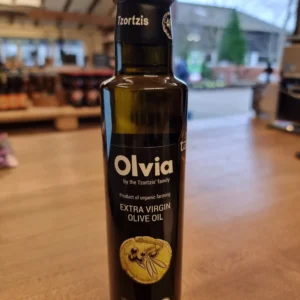 Tzortzis
Olvia
by the Tzortzis' family
Product of organic farming
EXTRA VIRGIN
OLIVE OIL